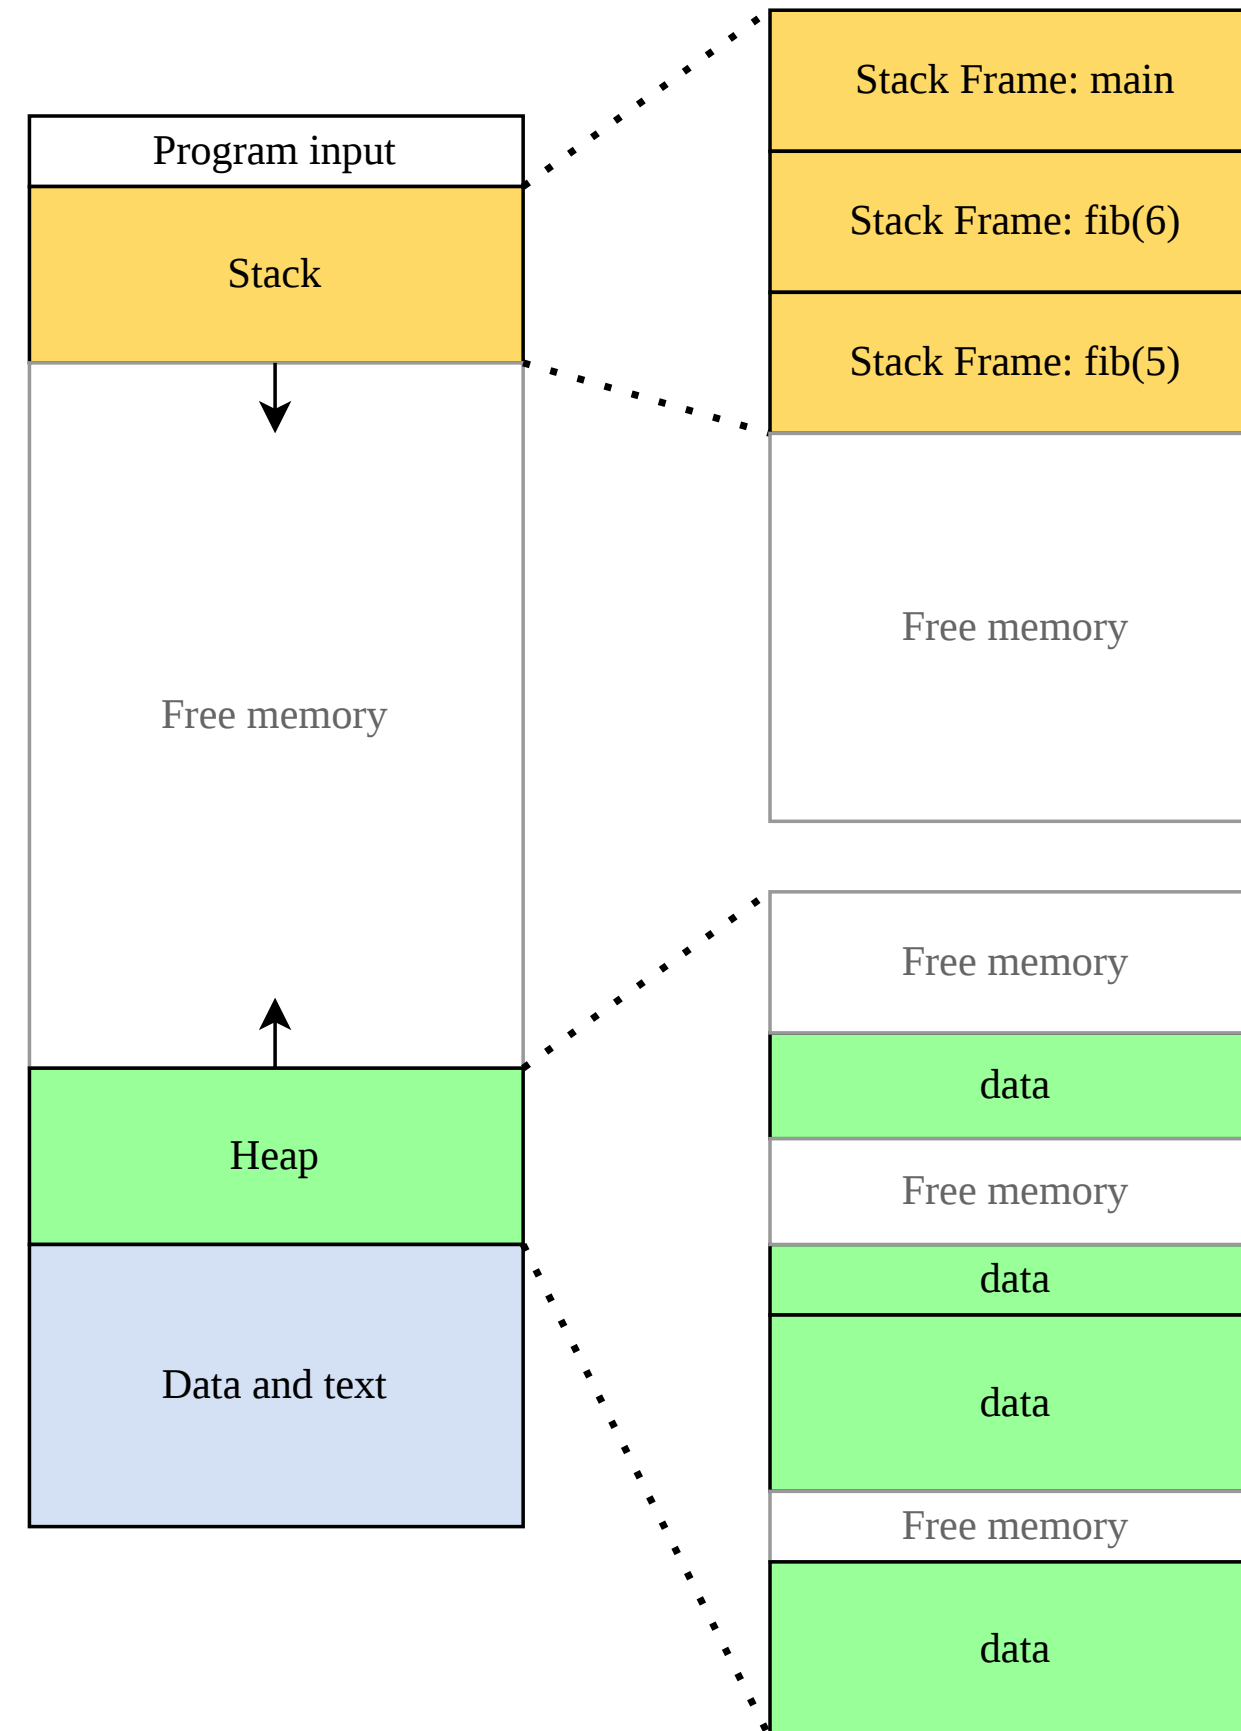 Program input
Stack
Free memory
Heap
Data and text
Stack Frame: main
Stack Frame: fib(6)
Stack Frame: fib(5)
Free memory
Free memory
data
Free memory
data
data
Free memory
data